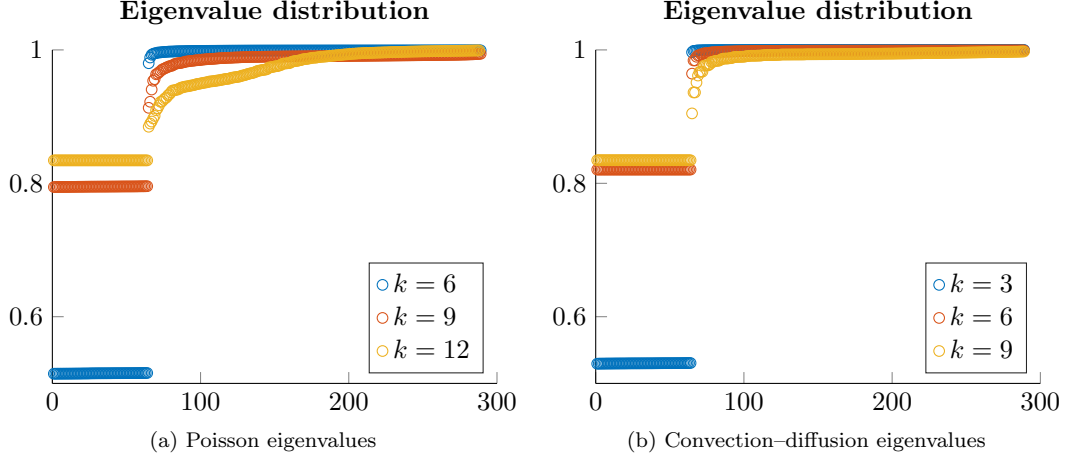 Eigenvalue distribution
1
0.8
0.6
0 100 200 300
k = 6
k = 9
k = 12
(a) Poisson eigenvalues
Eigenvalue distribution
1
0.8
0.6
0 100 200 300
k = 3
k = 6
k = 9
(b) Convection–diffusion eigenvalues